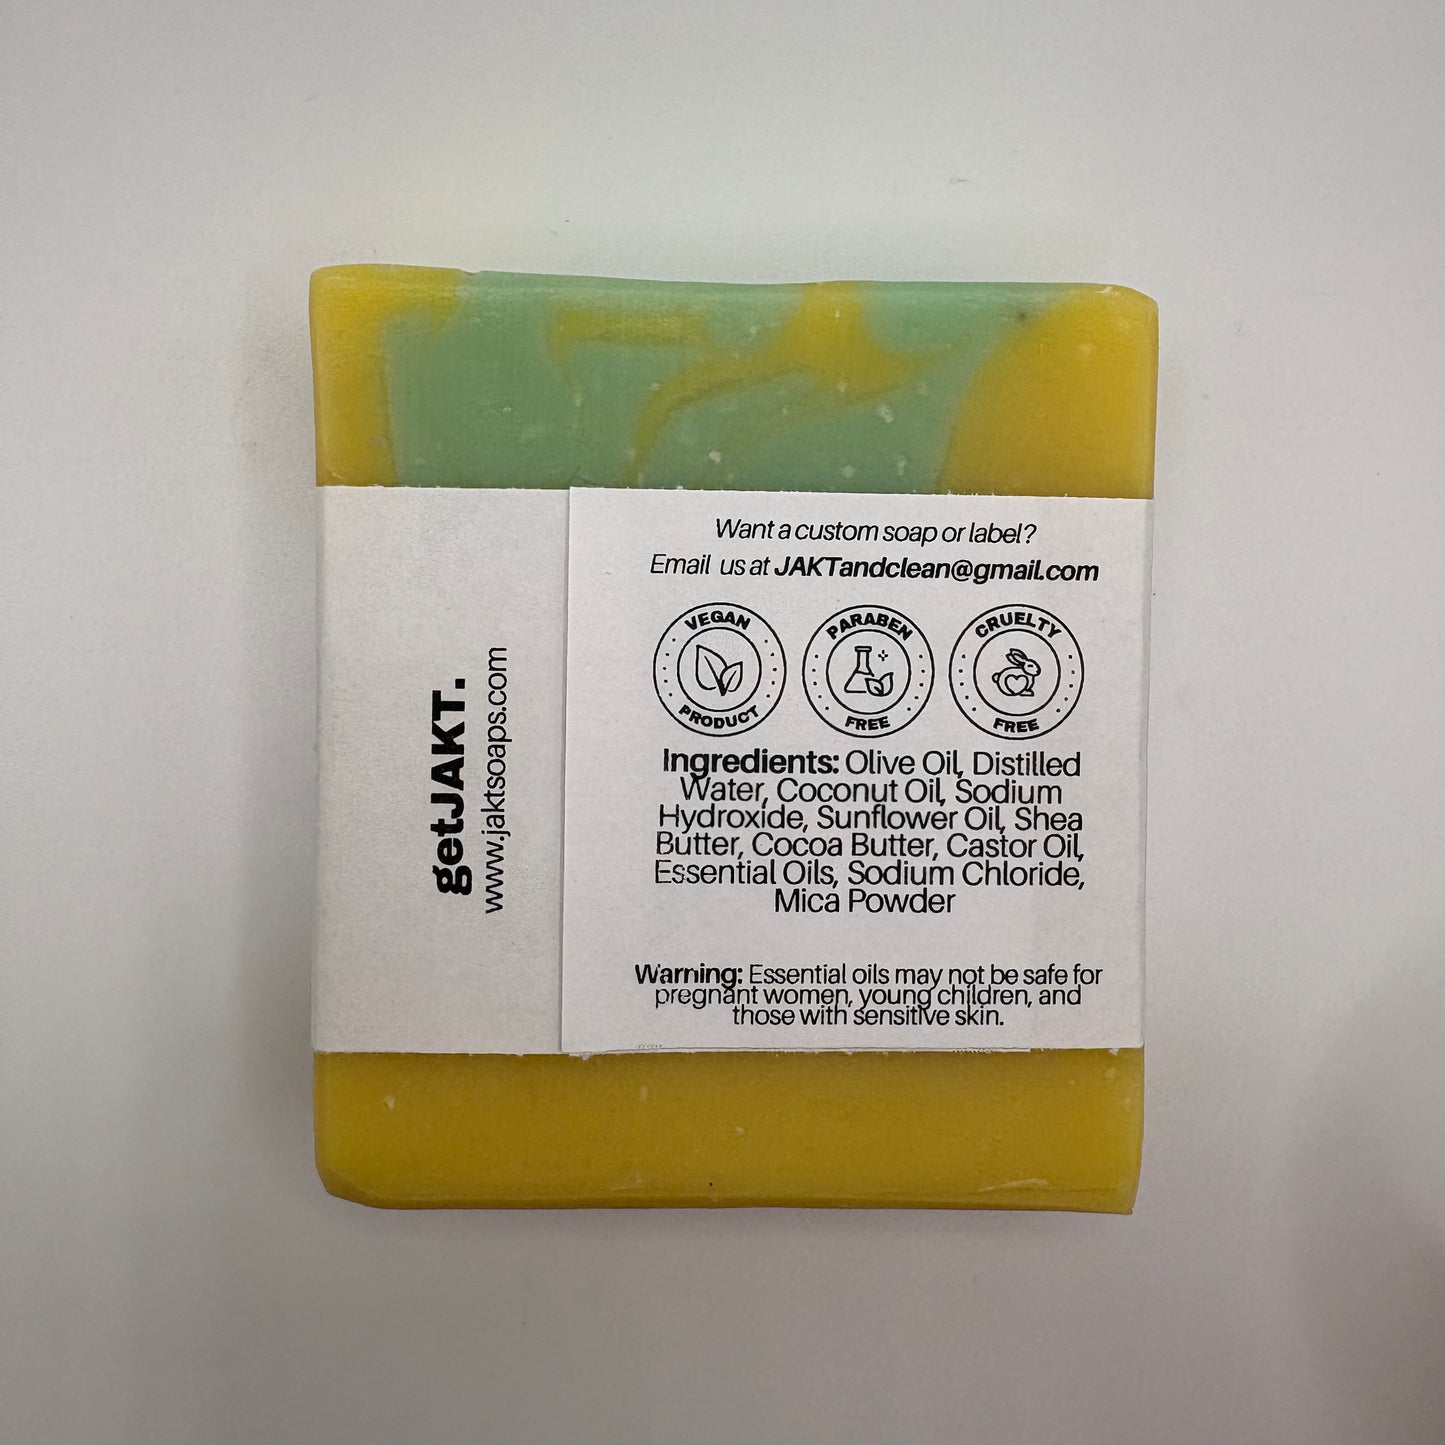 getJAKT.
www.jaktsoaps.com
Want a custom soap or label?
Email us at JAKTandclean@gmail.com
VEGAN
PRODUCT
PARABEN
FREE
CRUELTY
FREE
Ingredients: Olive Oil, Distilled
Water, Coconut Oil, Sodium
Hydroxide, Sunflower Oil, Shea
Butter, Cocoa Butter, Castor Oil,
Essential Oils, Sodium Chloride,
Mica Powder
Warning: Essential oils may not be safe for
pregnant women, young children, and
those with sensitive skin.